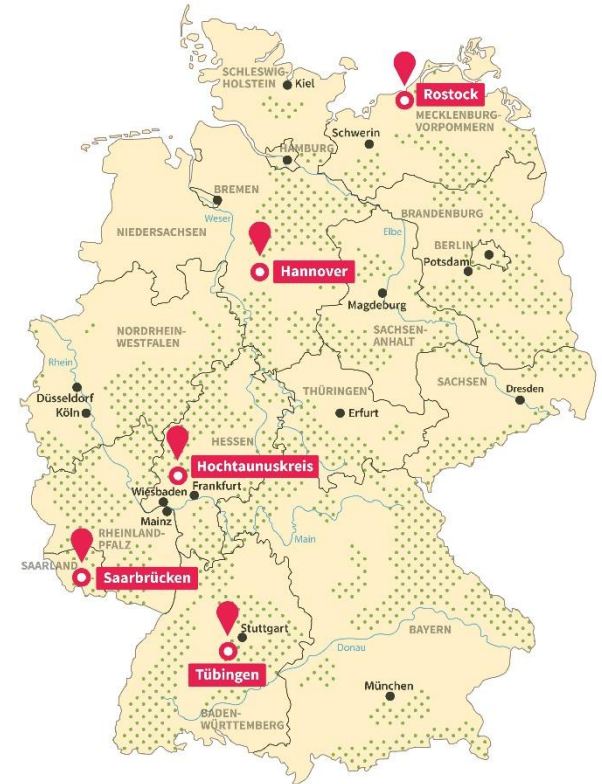 SCHLESWIG-
HOLSTEIN
Kiel
Rostock
MECKLENBURG-
VORPOMMERN
Schwerin
HAMBURG
BREMEN
Weser
NIEDERSACHSEN
BRANDENBURG
Elbe
BERLIN
Potsdam
Hannover
Magdeburg
SACHSEN-
ANHALT
NORDRHEIN-
WESTFALEN
Rhein
Düsseldorf
Köln
THÜRINGEN
Erfurt
SACHSEN
Dresden
HESSEN
Hochtaunuskreis
Wiesbaden
Frankfurt
Mainz
Main
RHEINLAND-
PFALZ
SAARLAND
Saarbrücken
Stuttgart
Tübingen
BAYERN
Donau
München
BADEN-
WÜRTTEMBERG